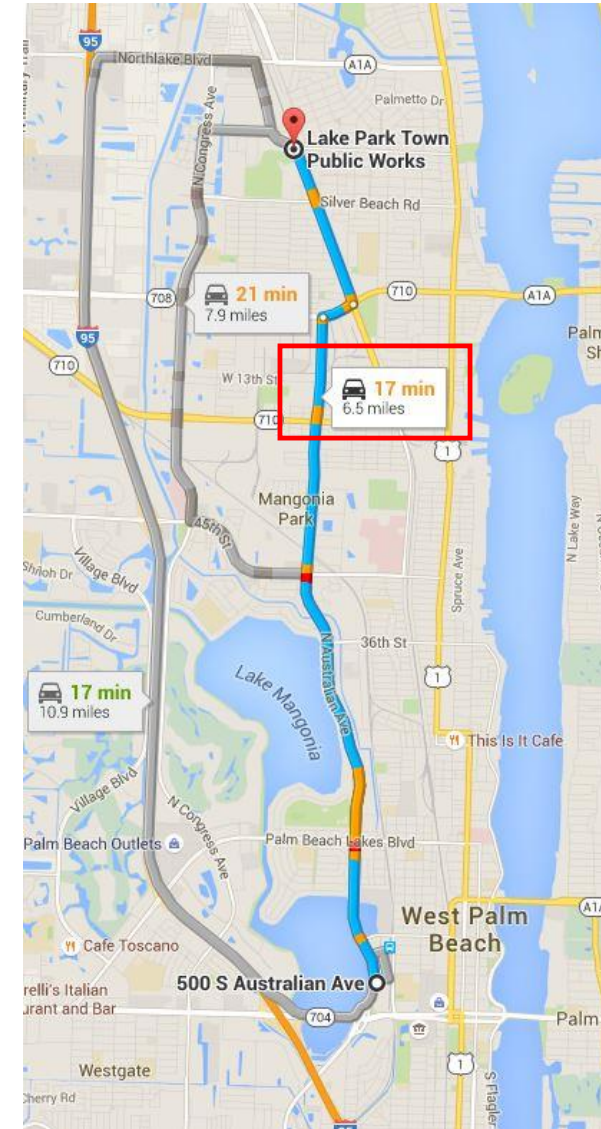 95
Northlake Blvd
A1A
Palmetto Dr
N Congress Ave
Lake Park Town
Public Works
Silver Beach Rd
708
21 min
7.9 miles
710
A1A
95
Palm
710
W 13th St
17 min
6.5 miles
710
1
Mangonia
Park
45th St
N Lake Way
Shiloh Dr
Village Blvd
Spruce Ave
Cumberland Dr
N Australian Ave
36th St
Lake Mangonia
1
17 min
10.9 miles
This Is It Cafe
Village Blvd
N Congress Ave
Palm Beach Outlets
Palm Beach Lakes Blvd
A1A
West Palm
Beach
Cafe Toscano
500 S Australian Ave
relli's Italian
urant and Bar
704
Palm
1
Westgate
S Flagler
Cherry Rd
95